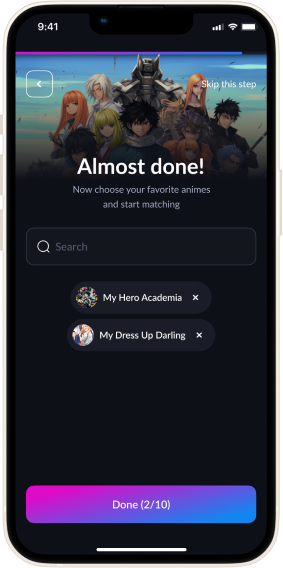 9:41
Skip this step
Almost done!
Now choose your favorite animes
and start matching
Search
My Hero Academia ×
My Dress Up Darling ×
Done (2/10)